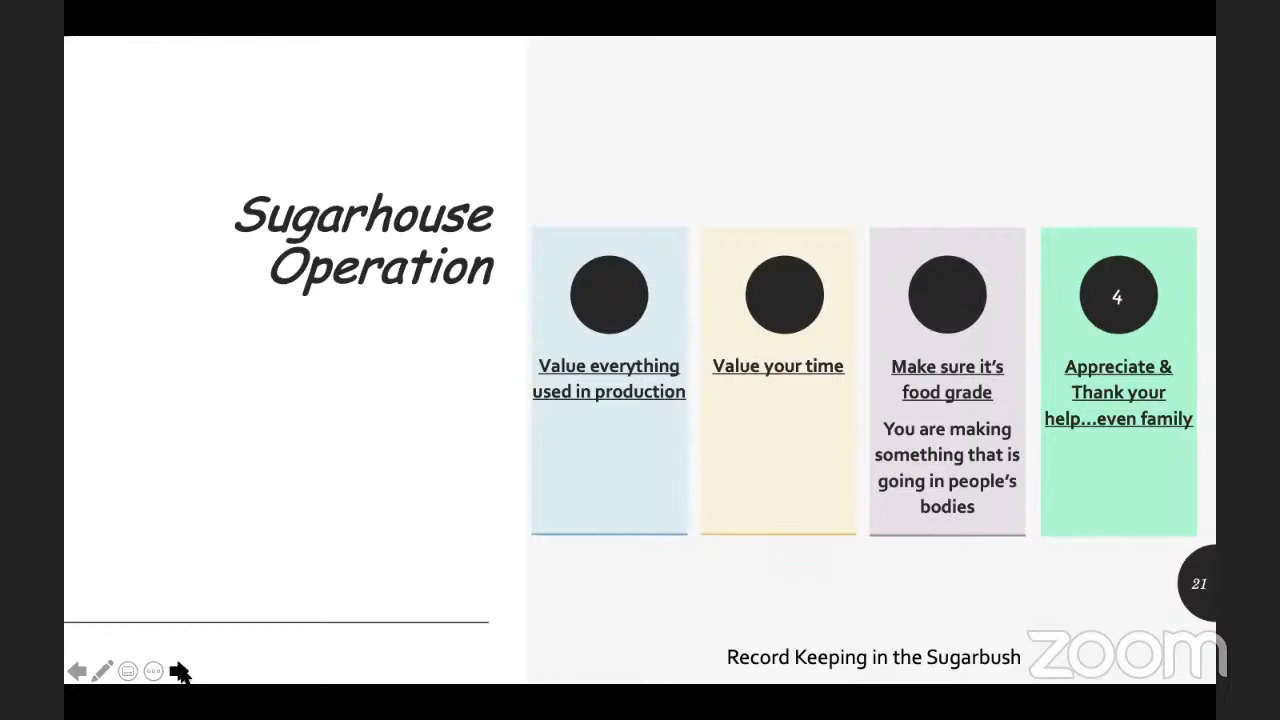 Sugarhouse
Operation
Value everything
used in production
Value your time
Make sure it's
food grade
You are making
something that is
going in people's
bodies
4
Appreciate &
Thank your
help...even family
21
Record Keeping in the Sugarbush
zoom